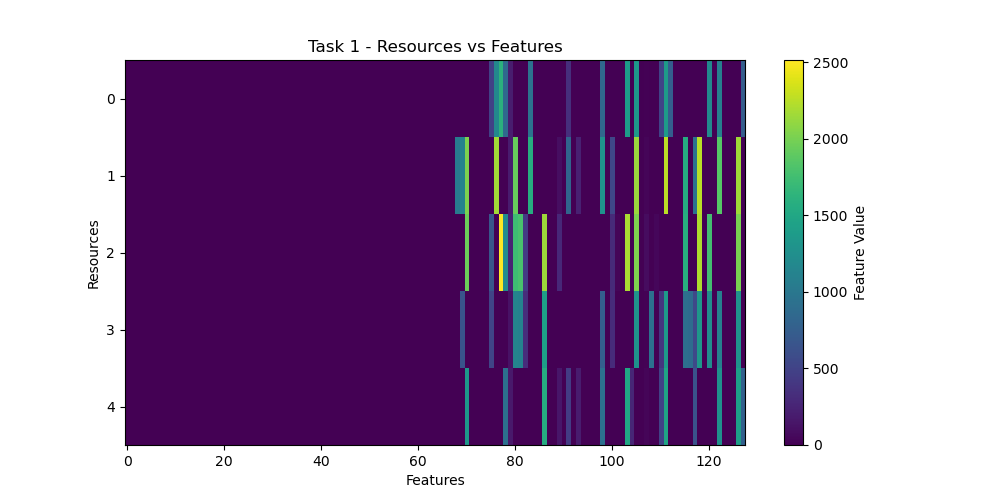 Task 1 - Resources vs Features
Resources
0
1
2
3
4
0 20 40 60 80 100 120
Features
2500
2000
1500
1000
500
0
Feature Value